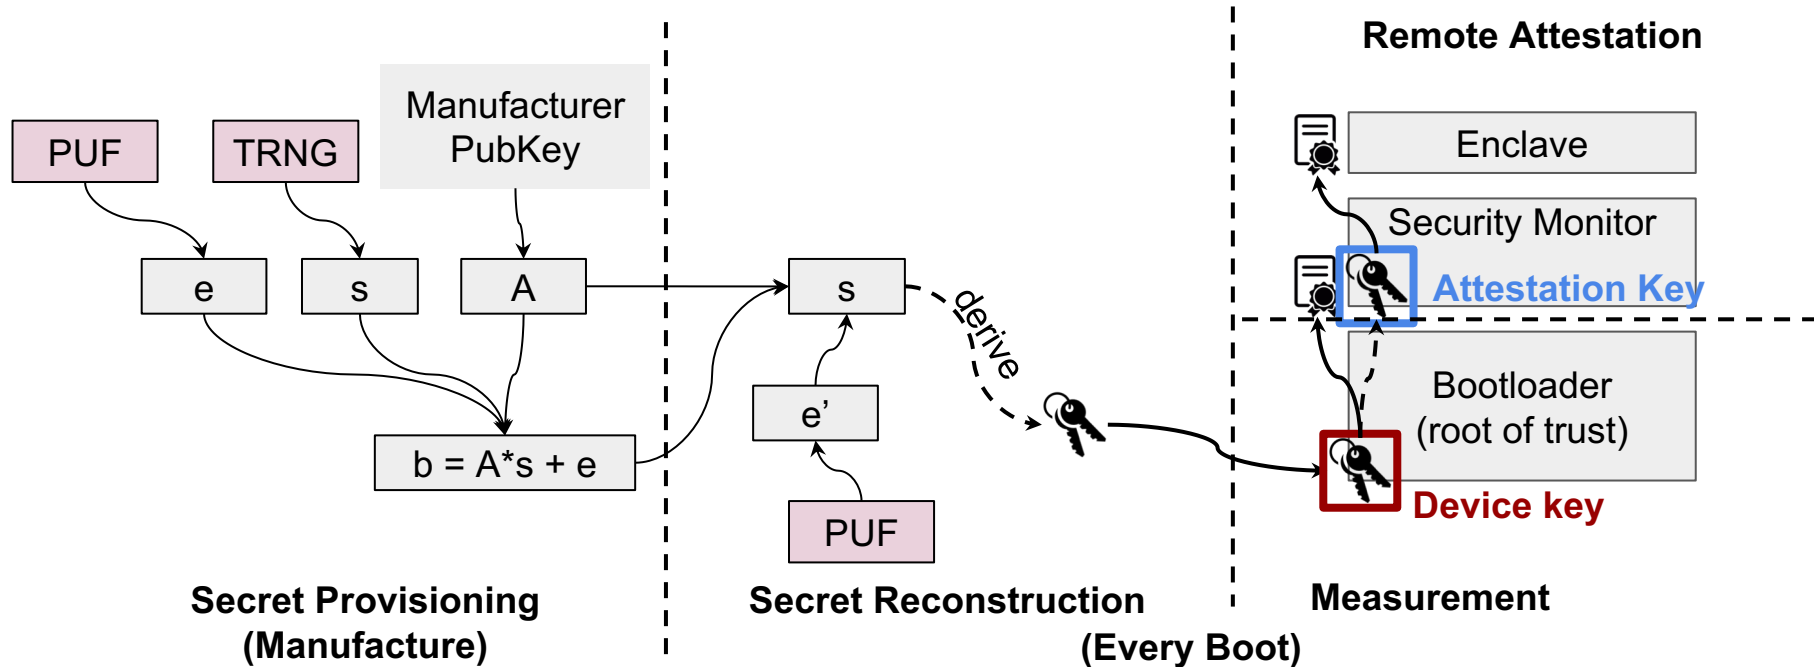 PUF
TRNG
Manufacturer
PubKey
e
s
A
b = A*s + e
Secret Provisioning
(Manufacture)
s
derive
e’
PUF
Secret Reconstruction
(Every Boot)
Remote Attestation
Enclave
Security Monitor
Attestation Key
Bootloader
(root of trust)
Device key
Measurement